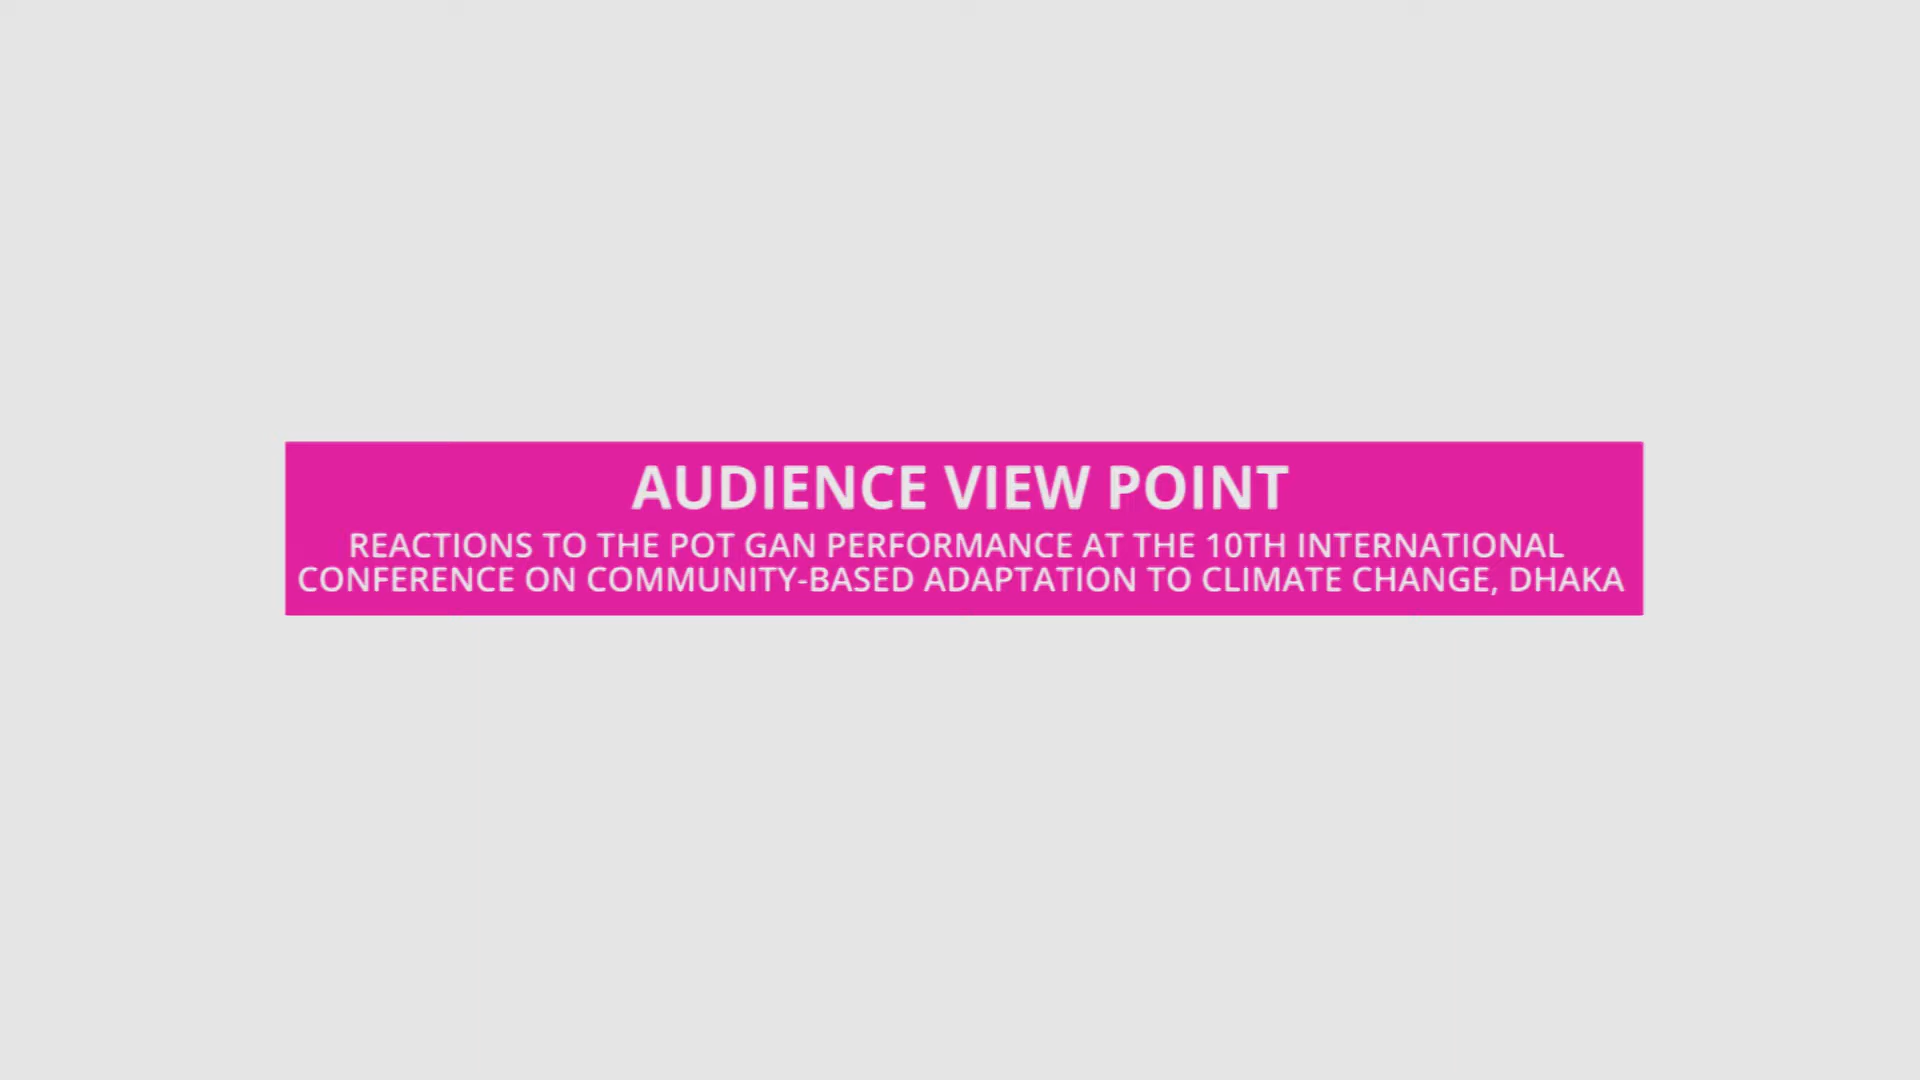 AUDIENCE VIEW POINT
REACTIONS TO THE POT GAN PERFORMANCE AT THE 10TH INTERNATIONAL
CONFERENCE ON COMMUNITY-BASED ADAPTATION TO CLIMATE CHANGE, DHAKA